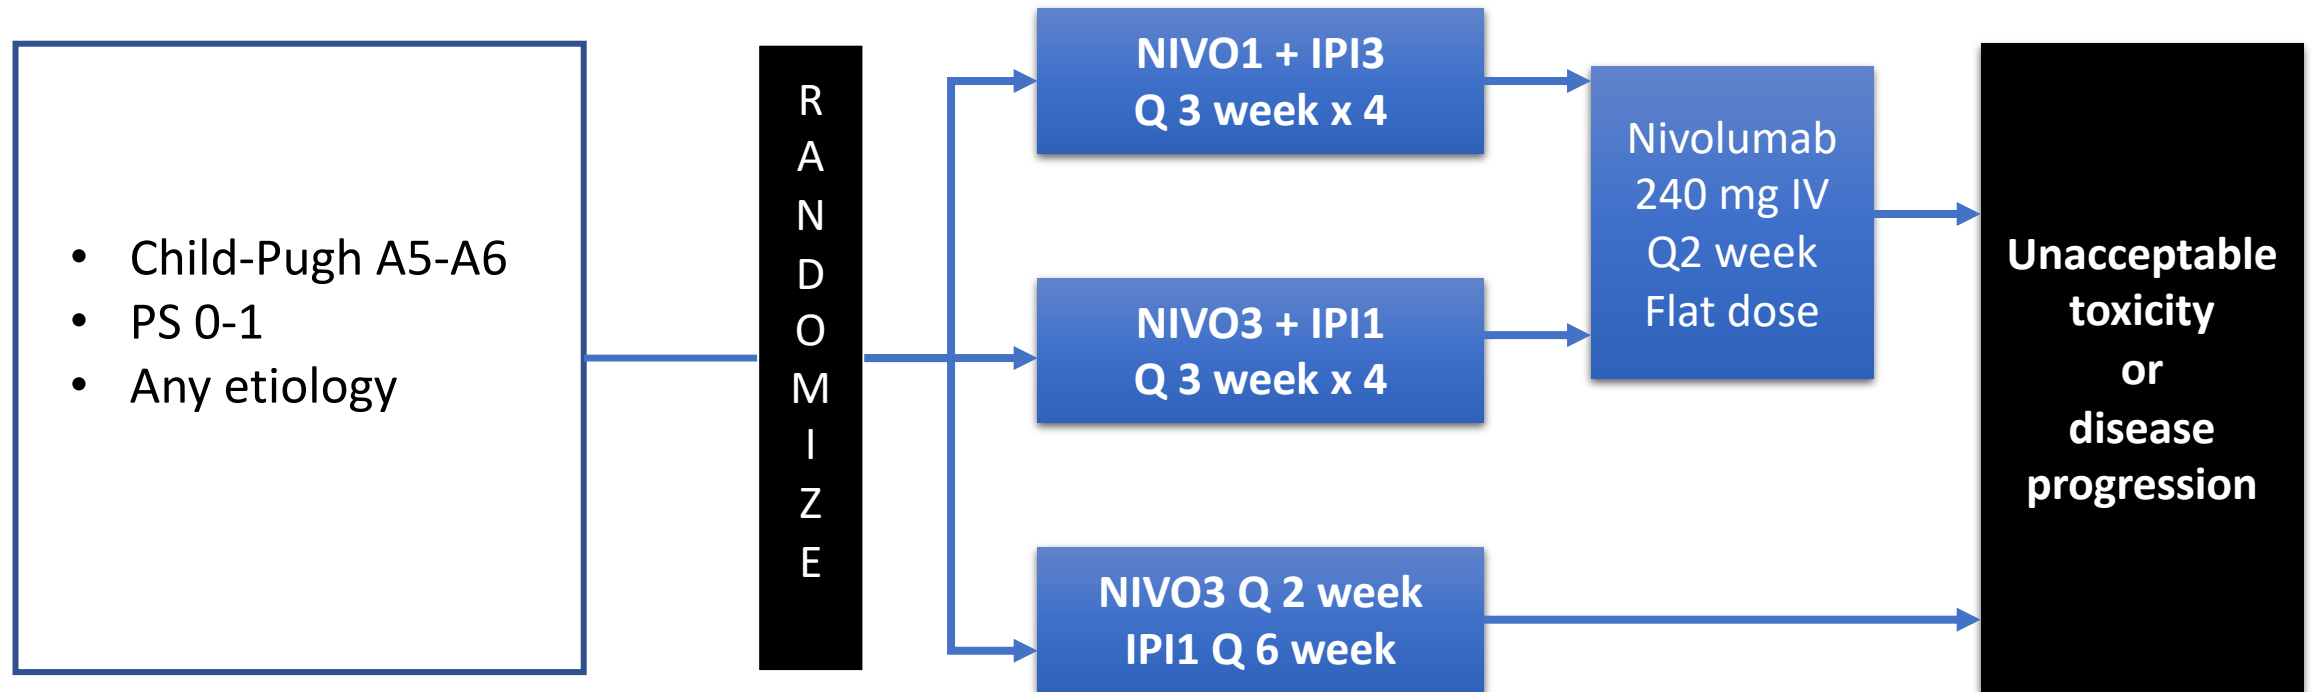 • Child-Pugh A5-A6
• PS 0-1
• Any etiology
R
A
N
D
O
M
I
Z
E
NIVO1 + IPI3
Q 3 week x 4
NIVO3 + IPI1
Q 3 week x 4
NIVO3 Q 2 week
IPI1 Q 6 week
Nivolumab
240 mg IV
Q2 week
Flat dose
Unacceptable
toxicity
or
disease
progression